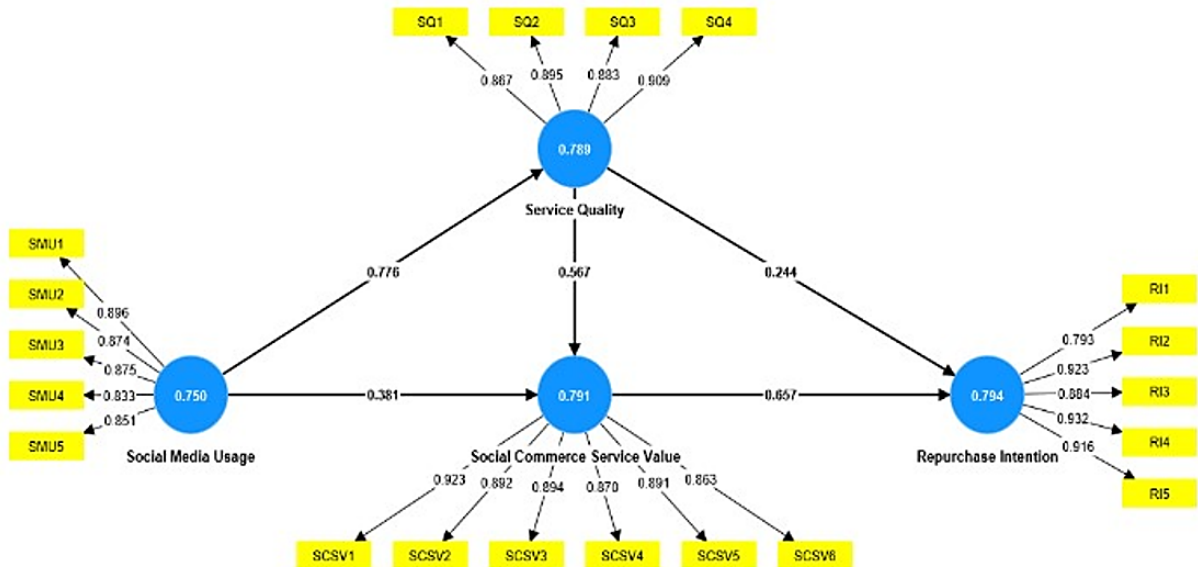 SQ1 SQ2 SQ3 SQ4
0.867 0.895 0.883 0.909
0.789
Service Quality
SMU1
SMU2
SMU3
SMU4
SMU5
0.896
0.874
0.875
0.833
0.851
0.776
0.567
0.244
0.750
Social Media Usage
0.381
0.791
Social Commerce Service Value
0.657
0.794
Repurchase Intention
RI1
RI2
RI3
RI4
RI5
0.793
0.923
0.884
0.932
0.916
0.923 0.892 0.894 0.870 0.891 0.863
SCSV1 SCSV2 SCSV3 SCSV4 SCSV5 SCSV6